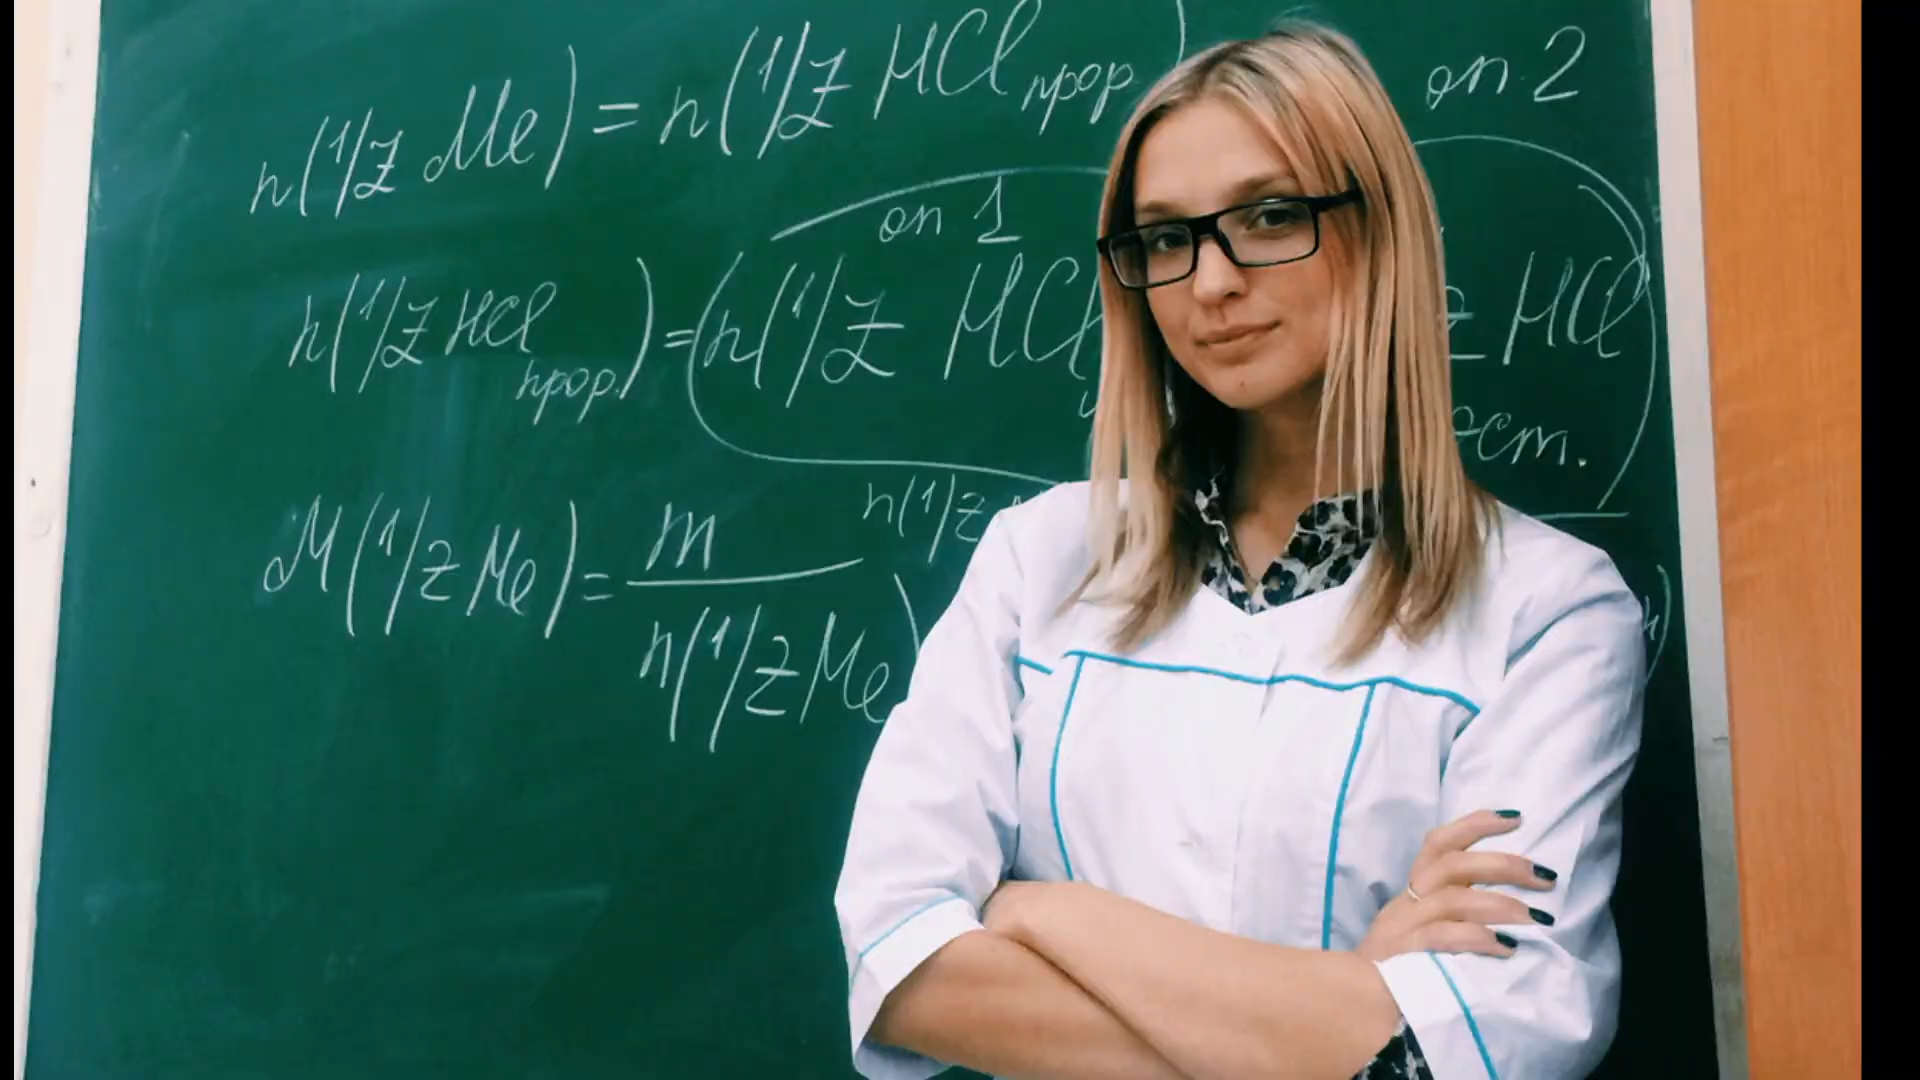 n(1/z Me) = n(1/z HCl прор.)
оп 2
оп 1
n(1/z HCl прор.) = (n(1/z HCl
z HCl
ост.
n(1/z
M(1/z Me) = m
n(1/z Me)